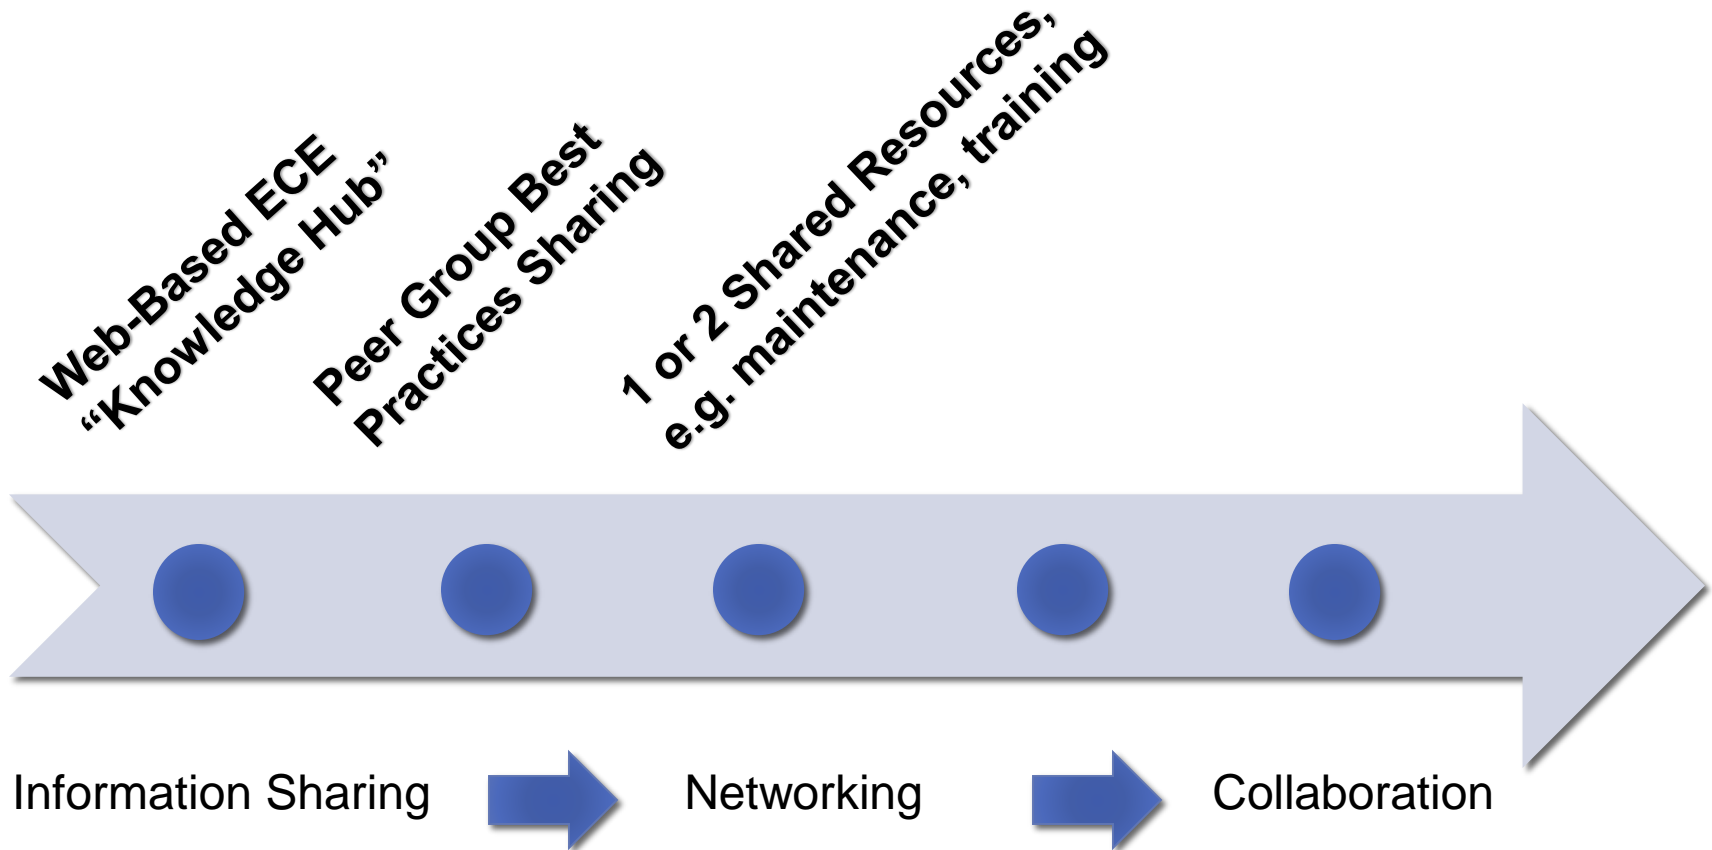 Web-Based ECE
“Knowledge Hub”
Peer Group Best
Practices Sharing
1 or 2 Shared Resources,
e.g. maintenance, training
Information Sharing
Networking
Collaboration